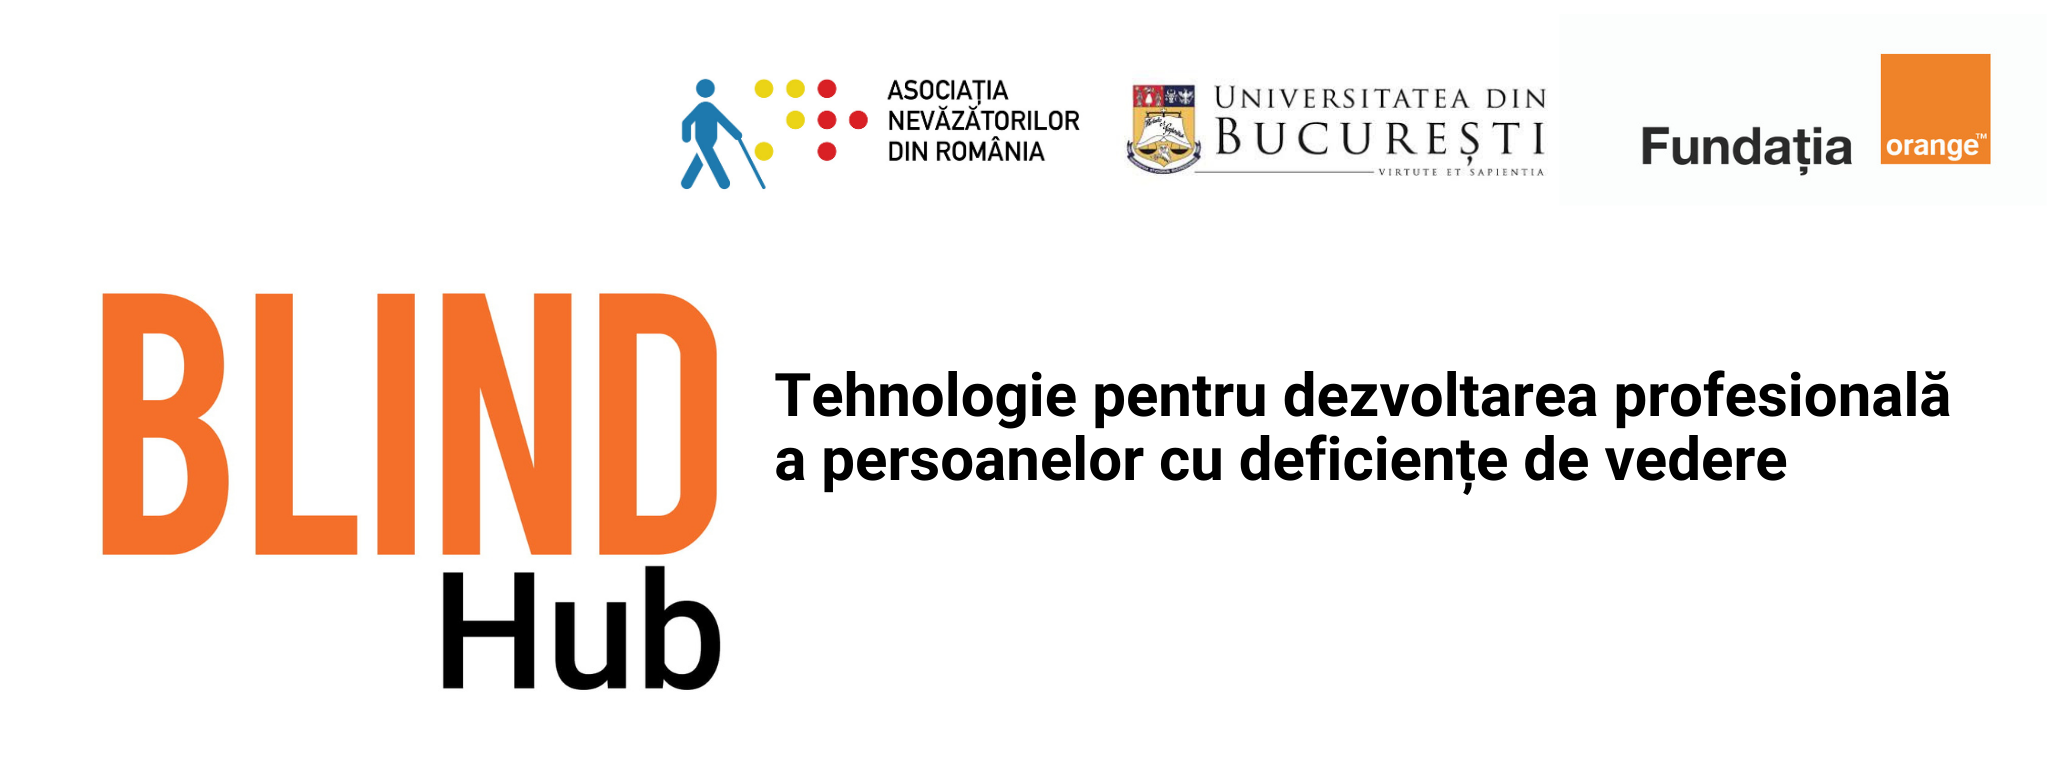 ASOCIAȚIA
NEVĂZĂTORILOR
DIN ROMÂNIA
UNIVERSITATEA DIN
BUCUREȘTI
VIRTUTE ET SAPIENTIA
Fundația
orange™
BLIND
Hub
Tehnologie pentru dezvoltarea profesională
a persoanelor cu deficiențe de vedere